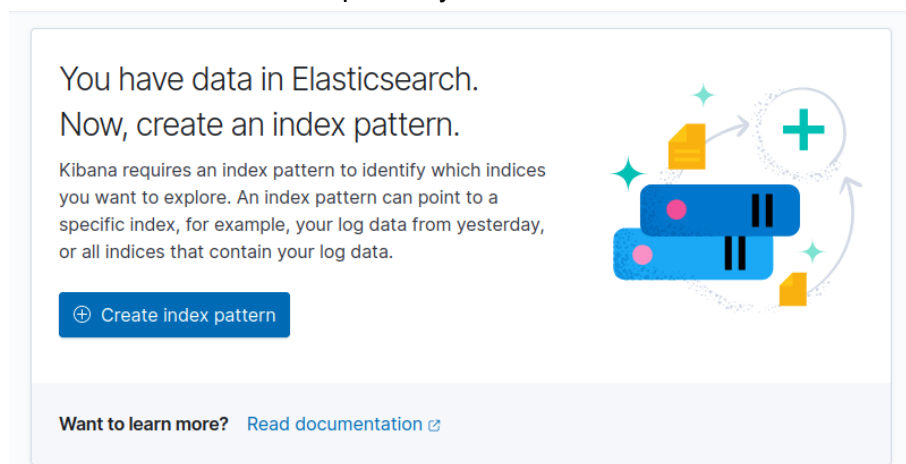 You have data in Elasticsearch.
Now, create an index pattern.
Kibana requires an index pattern to identify which indices
you want to explore. An index pattern can point to a
specific index, for example, your log data from yesterday,
or all indices that contain your log data.
Create index pattern
Want to learn more? Read documentation